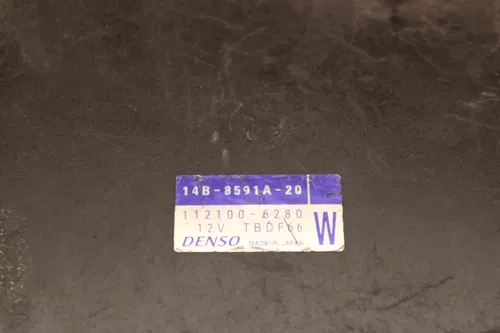 14B-8591A-20
112100-6280
12V TBDF66
W
DENSO MADE IN JAPAN